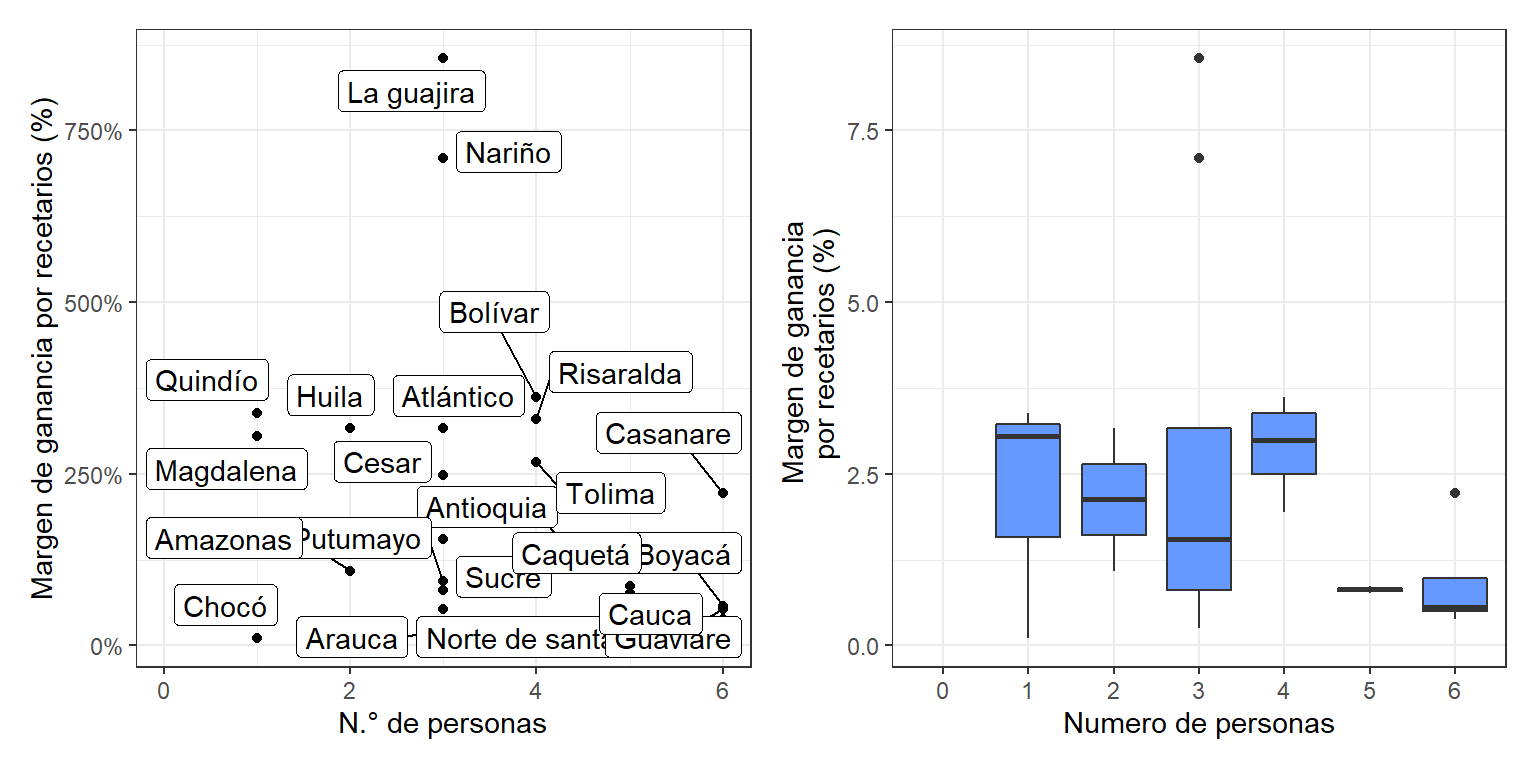 Margen de ganancia por recetarios (%)
750%
500%
250%
0%
La guajira
Nariño
Bolívar
Risaralda
Quindío
Huila
Atlántico
Casanare
Cesar
Magdalena
Tolima
Antioquia
Amazonas
Putumayo
Caquetá
Boyacá
Sucre
Chocó
Cauca
Arauca
Norte de
Guaviare
0
2
4
6
N.° de personas
Margen de ganancia
por recetarios (%)
7.5
5.0
2.5
0.0
0
1
2
3
4
5
6
Numero de personas